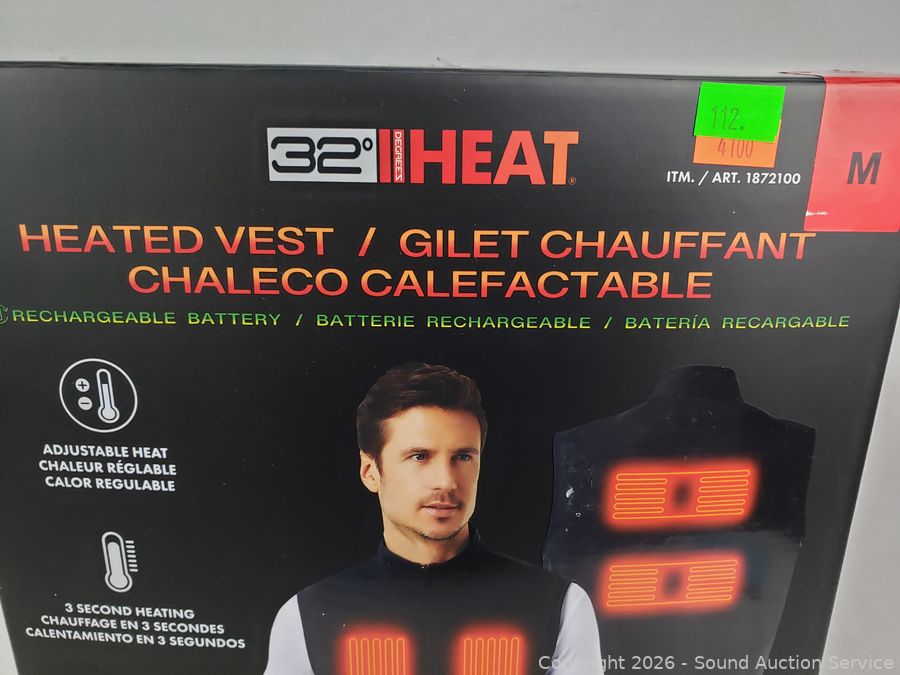 32° DEGREES HEAT®
112.
4100
ITM. / ART. 1872100
M
HEATED VEST / GILET CHAUFFANT
CHALECO CALEFACTABLE
RECHARGEABLE BATTERY / BATTERIE RECHARGEABLE / BATERÍA RECARGABLE
ADJUSTABLE HEAT
CHALEUR RÉGLABLE
CALOR REGULABLE
3 SECOND HEATING
CHAUFFAGE EN 3 SECONDES
CALENTAMIENTO EN 3 SEGUNDOS
Copyright 2026 - Sound Auction Service